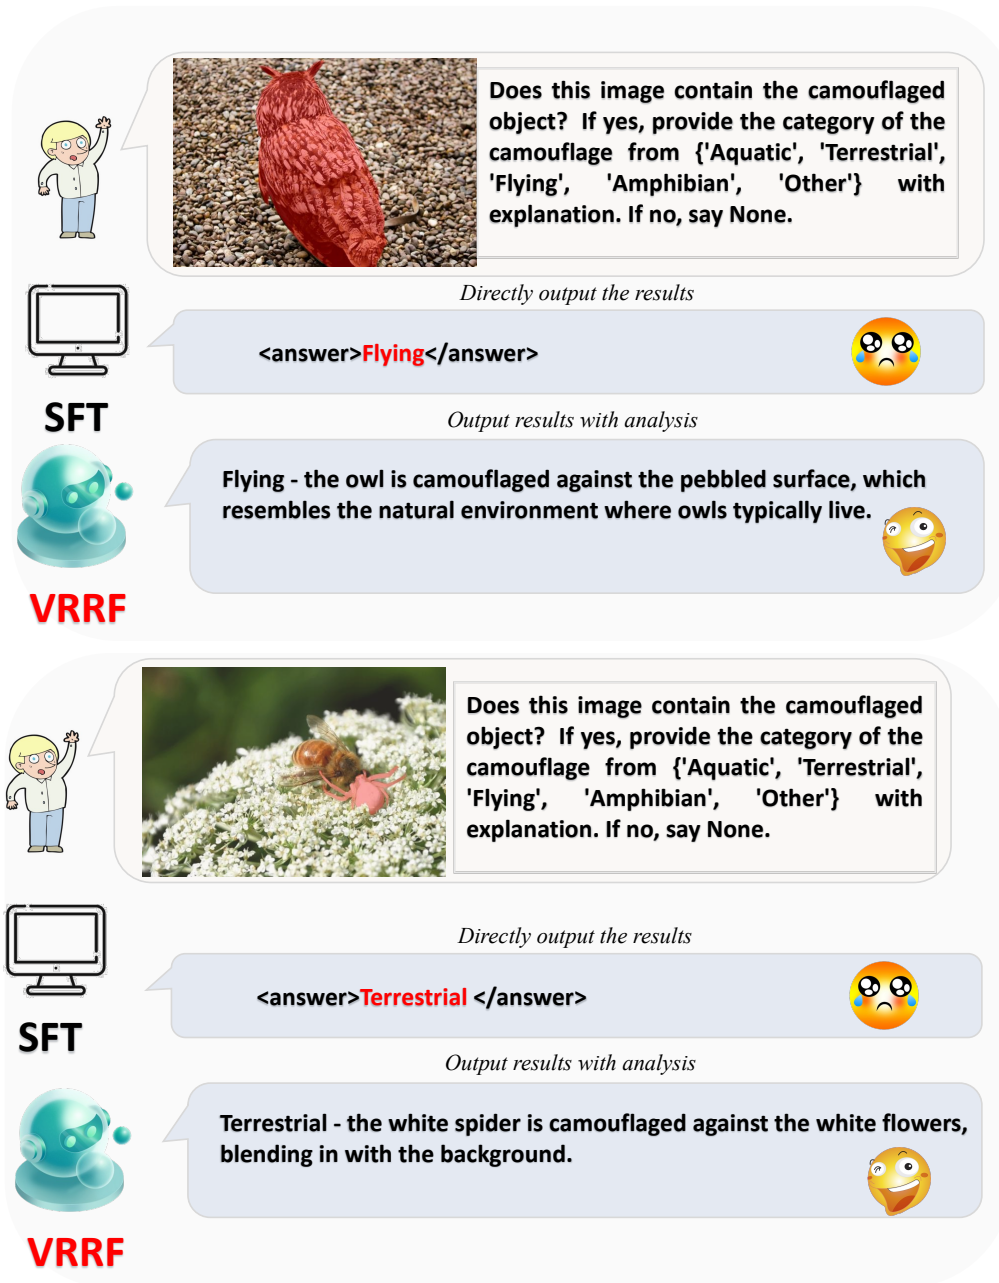 Does this image contain the camouflaged
object? If yes, provide the category of the
camouflage from {'Aquatic', 'Terrestrial',
'Flying', 'Amphibian', 'Other'} with
explanation. If no, say None.
Directly output the results
<answer>Flying</answer>
SFT
Output results with analysis
Flying - the owl is camouflaged against the pebbled surface, which
resembles the natural environment where owls typically live.
VRRF
Does this image contain the camouflaged
object? If yes, provide the category of the
camouflage from {'Aquatic', 'Terrestrial',
'Flying', 'Amphibian', 'Other'} with
explanation. If no, say None.
Directly output the results
<answer>Terrestrial </answer>
SFT
Output results with analysis
Terrestrial - the white spider is camouflaged against the white flowers,
blending in with the background.
VRRF